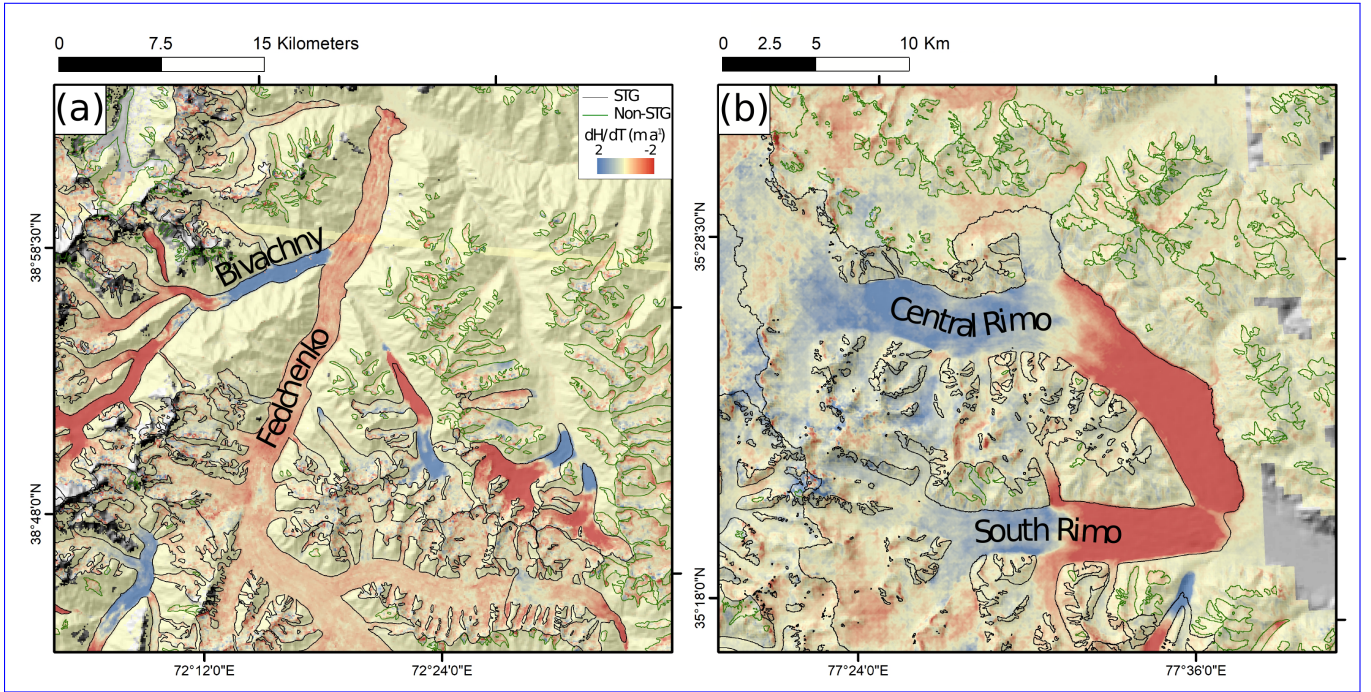 0 7.5 15 Kilometers
0 2.5 5 10 Km
(a)
STG
Non-STG
dH/dT (m a⁻¹)
2 -2
Bivachny
Fedchenko
38°58'30"N
38°48'0"N
72°12'0"E 72°24'0"E
(b)
Central Rimo
South Rimo
35°28'30"N
35°18'0"N
77°24'0"E 77°36'0"E